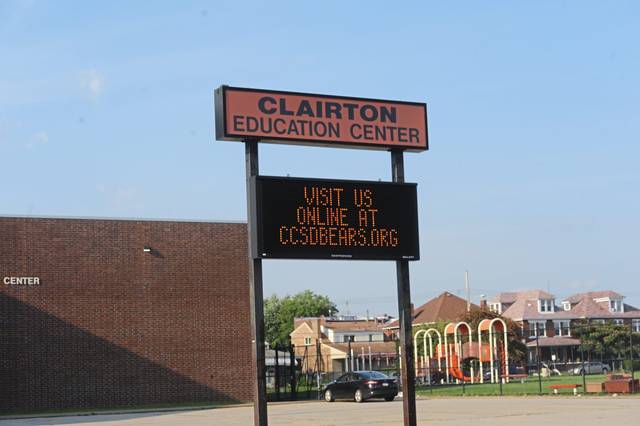 CLAIRTON
EDUCATION CENTER
VISIT US
ONLINE AT
CCSDBEARS.ORG
CENTER